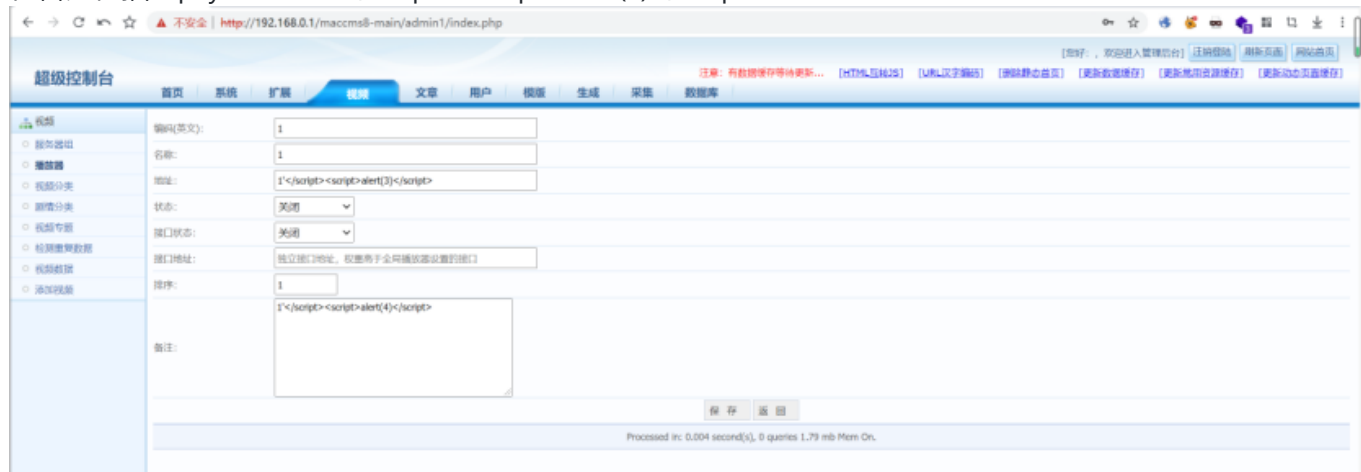 不安全 | http://192.168.0.1/maccms8-main/admin1/index.php
[您好：，欢迎进入管理后台] 注销登陆 刷新页面 网站首页
超级控制台
注意：有数据缓存等待更新... [HTML互转JS] [URL汉字编码] [删除静态首页] [更新数据缓存] [更新常用资源缓存] [更新动态页面缓存]
首页 系统 扩展 视频 文章 用户 模版 生成 采集 数据库
视频
服务器组
播放器
视频分类
剧情分类
视频专题
检测重复数据
视频数据
添加视频
编码(英文): 1
名称: 1
地址: 1'</script><script>alert(3)</script>
状态: 关闭
接口状态: 关闭
接口地址: 独立接口地址，权重高于全局播放器设置的接口
排序: 1
备注: 1'</script><script>alert(4)</script>
保存 返回
Processed in: 0.004 second(s), 0 queries 1.79 mb Mem On.